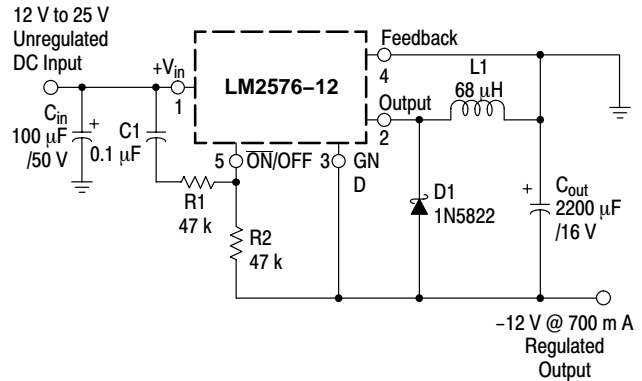 12 V to 25 V
Unregulated
DC Input
+Vin
1
LM2576–12
Feedback
4
L1
68 μH
Output
2
Cin
100 μF
/50 V
+
C1
0.1 μF
5
ON/OFF
3
GN
D
R1
47 k
R2
47 k
D1
1N5822
+
Cout
2200 μF
/16 V
–12 V @ 700 m A
Regulated
Output